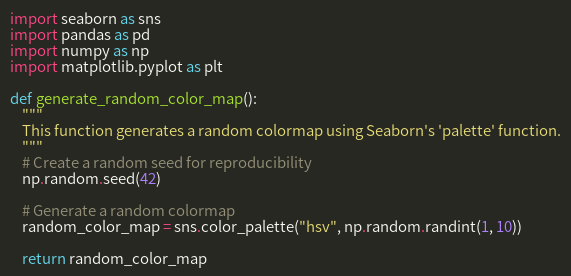 import seaborn as sns
import pandas as pd
import numpy as np
import matplotlib.pyplot as plt
def generate_random_color_map():
"""
This function generates a random colormap using Seaborn's 'palette' function.
"""
# Create a random seed for reproducibility
np.random.seed(42)
# Generate a random colormap
random_color_map = sns.color_palette("hsv", np.random.randint(1, 10))
return random_color_map